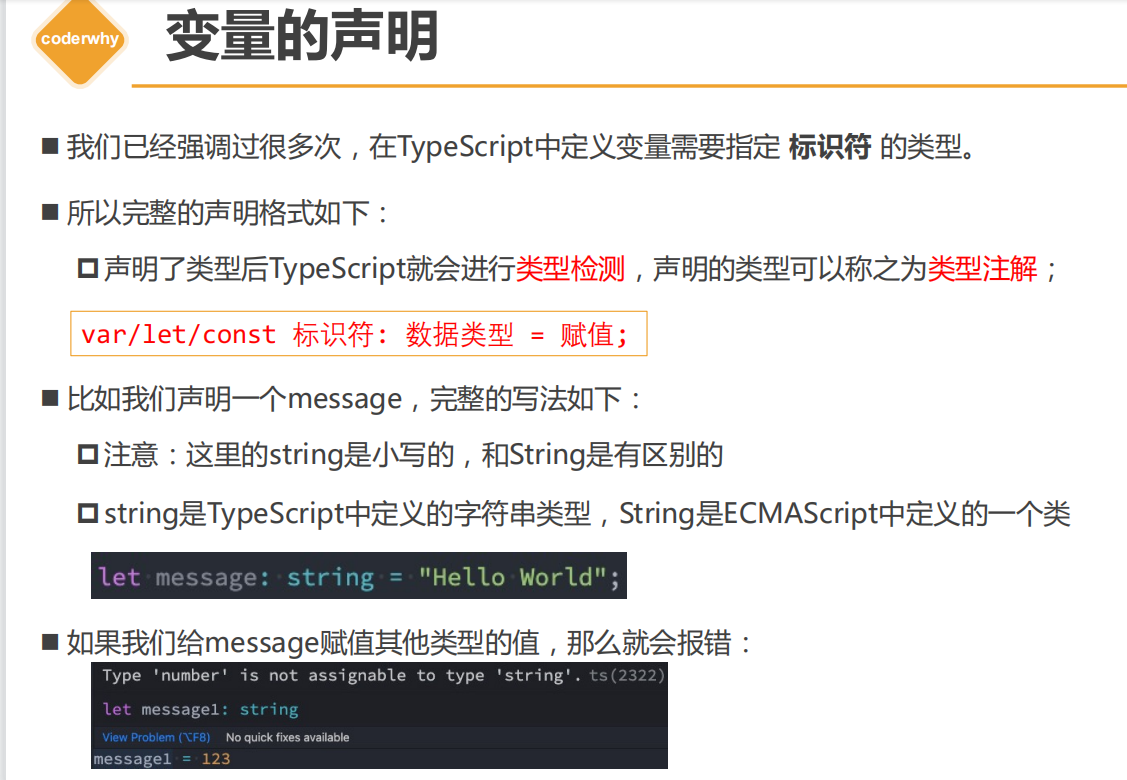 coderwhy
变量的声明
我们已经强调过很多次，在TypeScript中定义变量需要指定 标识符 的类型。
所以完整的声明格式如下：
声明了类型后TypeScript就会进行类型检测，声明的类型可以称之为类型注解；
var/let/const 标识符: 数据类型 = 赋值;
比如我们声明一个message，完整的写法如下：
注意：这里的string是小写的，和String是有区别的
string是TypeScript中定义的字符串类型，String是ECMAScript中定义的一个类
let message: string = "Hello World";
如果我们给message赋值其他类型的值，那么就会报错：
Type 'number' is not assignable to type 'string'. ts(2322)
let message1: string
View Problem (⌥F8) No quick fixes available
message1 = 123